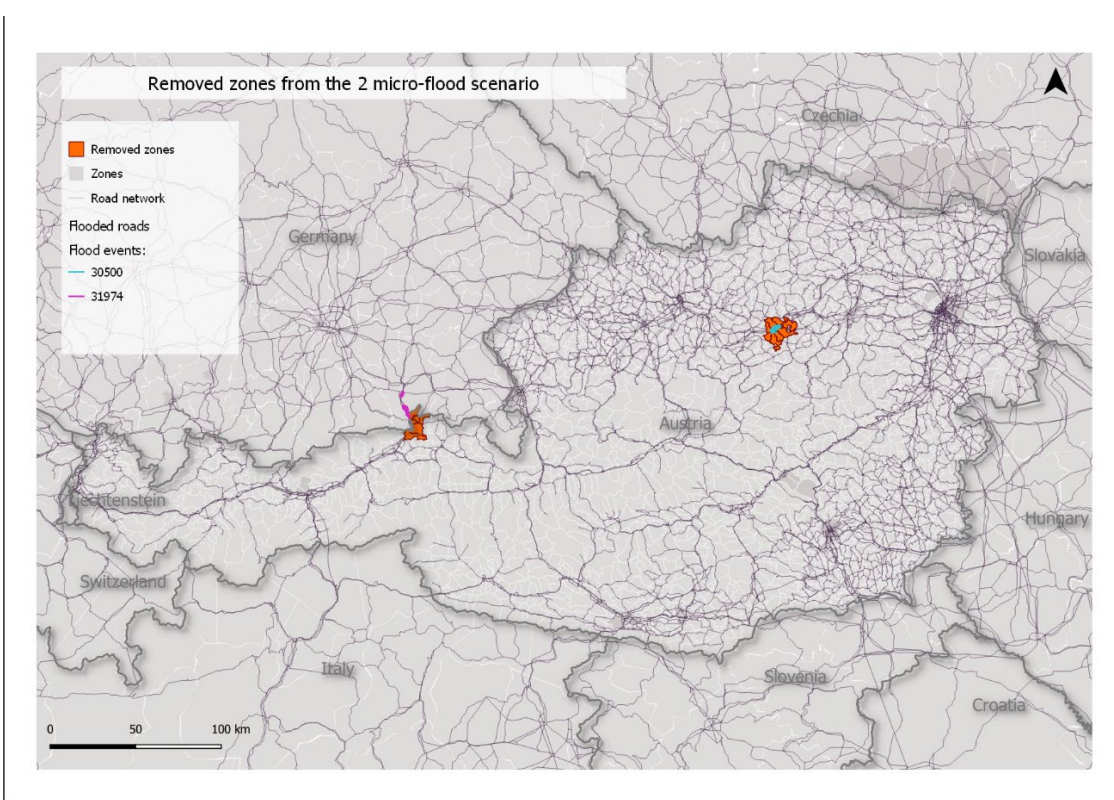 Removed zones from the 2 micro-flood scenario
Removed zones
Zones
Road network
Flooded roads
Flood events:
30500
31974
Czechia
Germany
Slovakia
Austria
Liechtenstein
Hungary
Switzerland
Italy
Slovenia
Croatia
0 50 100 km